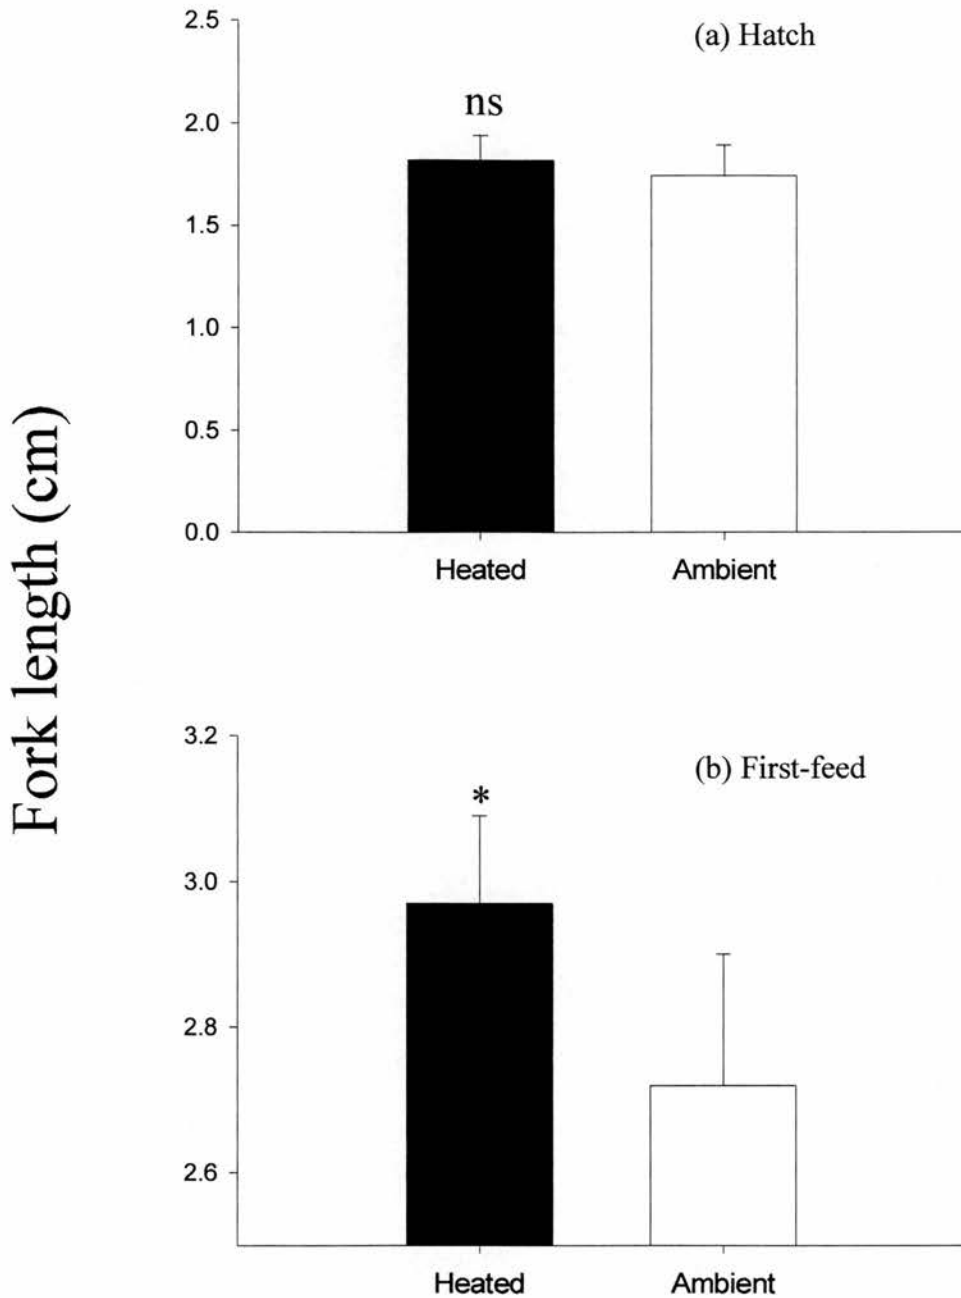 Fork length (cm)
(a) Hatch
2.5
2.0
1.5
1.0
0.5
0.0
ns
Heated
Ambient
(b) First-feed
3.2
3.0
2.8
2.6
*
Heated
Ambient